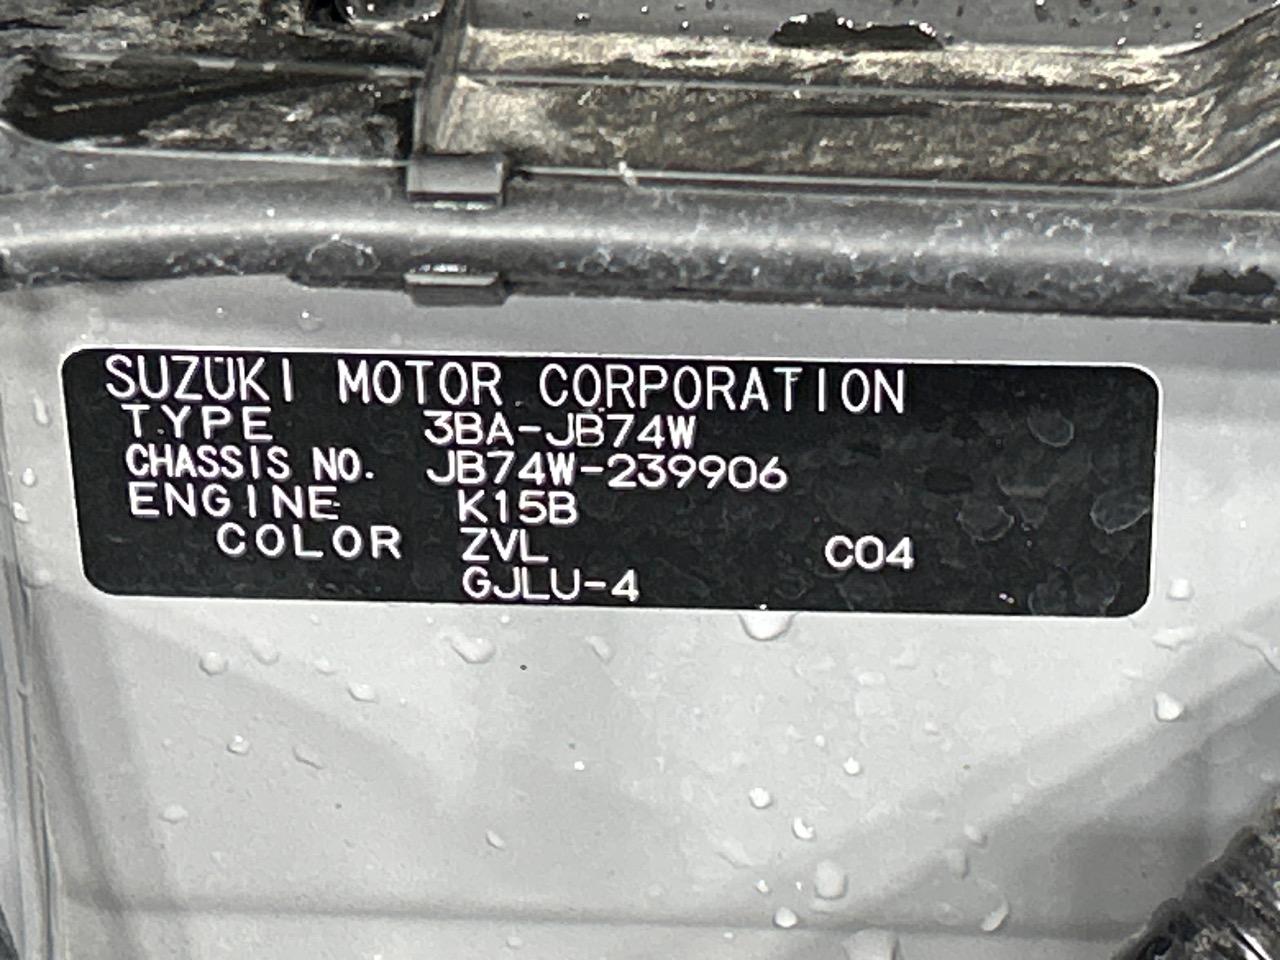 SUZUKI MOTOR CORPORATION
TYPE 3BA-JB74W
CHASSIS NO. JB74W-239906
ENGINE K15B
COLOR ZVL C04
GJLU-4